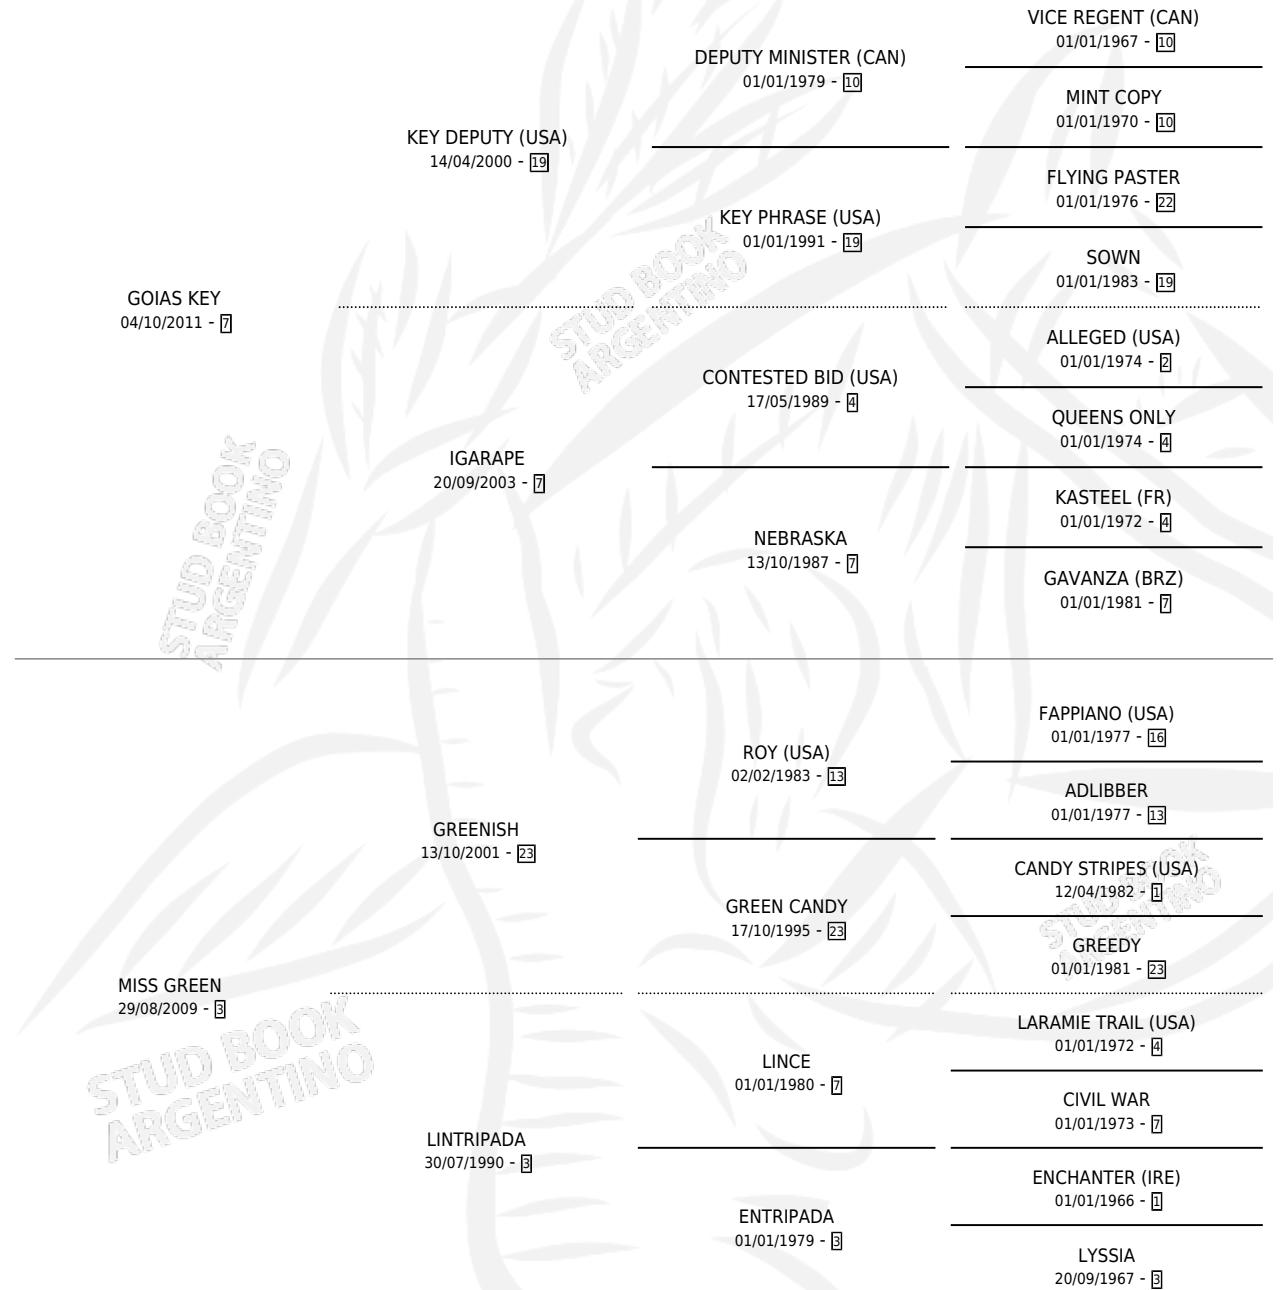 VICE REGENT (CAN)
01/01/1967 - 10
DEPUTY MINISTER (CAN)
01/01/1979 - 10
MINT COPY
01/01/1970 - 10
KEY DEPUTY (USA)
14/04/2000 - 19
FLYING PASTER
01/01/1976 - 22
KEY PHRASE (USA)
01/01/1991 - 19
SOWN
01/01/1983 - 19
GOIAS KEY
04/10/2011 - 7
ALLEGED (USA)
01/01/1974 - 2
CONTESTED BID (USA)
17/05/1989 - 4
QUEENS ONLY
01/01/1974 - 4
IGARAPE
20/09/2003 - 7
KASTEEL (FR)
01/01/1972 - 4
NEBRASKA
13/10/1987 - 7
GAVANZA (BRZ)
01/01/1981 - 7
FAPPIANO (USA)
01/01/1977 - 16
ROY (USA)
02/02/1983 - 13
ADLIBBER
01/01/1977 - 13
GREENISH
13/10/2001 - 23
CANDY STRIPES (USA)
12/04/1982 - 1
GREEN CANDY
17/10/1995 - 23
GREEDY
01/01/1981 - 23
MISS GREEN
29/08/2009 - 3
LARAMIE TRAIL (USA)
01/01/1972 - 4
LINCE
01/01/1980 - 7
CIVIL WAR
01/01/1973 - 7
LINTRIPADA
30/07/1990 - 3
ENCHANTER (IRE)
01/01/1966 - 1
ENTRIPADA
01/01/1979 - 3
LYSSIA
20/09/1967 - 3
STUD BOOK
ARGENTINO
STUD BOOK
ARGENTINO
STUD BOOK
ARGENTINO
STUD BOOK
ARGENTINO